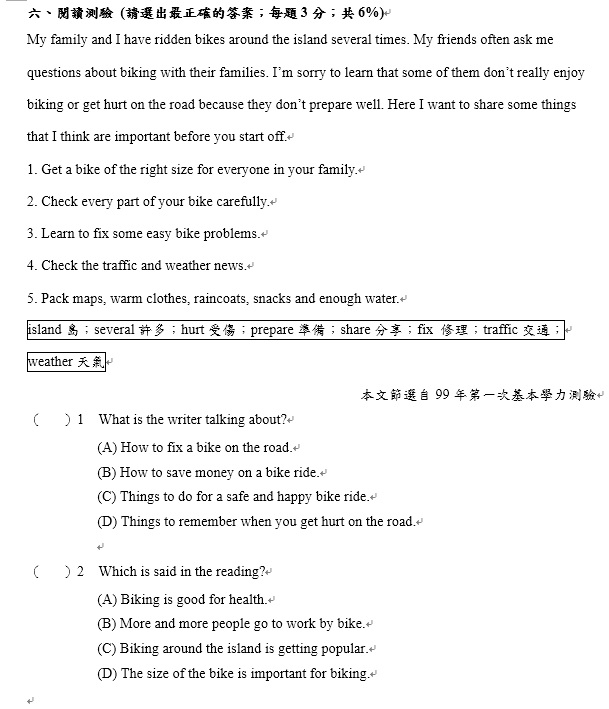 六、閱讀測驗 (請選出最正確的答案；每題 3 分；共 6%)
My family and I have ridden bikes around the island several times. My friends often ask me
questions about biking with their families. I’m sorry to learn that some of them don’t really enjoy
biking or get hurt on the road because they don’t prepare well. Here I want to share some things
that I think are important before you start off.
1. Get a bike of the right size for everyone in your family.
2. Check every part of your bike carefully.
3. Learn to fix some easy bike problems.
4. Check the traffic and weather news.
5. Pack maps, warm clothes, raincoats, snacks and enough water.
island 島；several 許多；hurt 受傷；prepare 準備；share 分享；fix 修理；traffic 交通；
weather 天氣
本文節選自 99 年第一次基本學力測驗
(   ) 1 What is the writer talking about?
(A) How to fix a bike on the road.
(B) How to save money on a bike ride.
(C) Things to do for a safe and happy bike ride.
(D) Things to remember when you get hurt on the road.
(   ) 2 Which is said in the reading?
(A) Biking is good for health.
(B) More and more people go to work by bike.
(C) Biking around the island is getting popular.
(D) The size of the bike is important for biking.